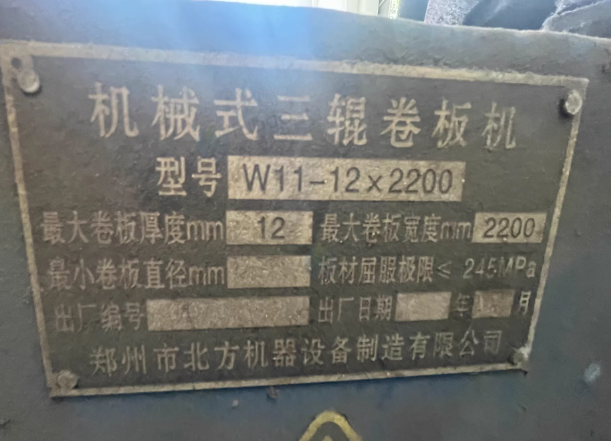 机械式三辊卷板机
型号 W11-12×2200
最大卷板厚度mm 12 最大卷板宽度mm 2200
最小卷板直径mm 板材屈服极限≤ 245MPa
出厂编号 出厂日期 年 月
郑州市北方机器设备制造有限公司